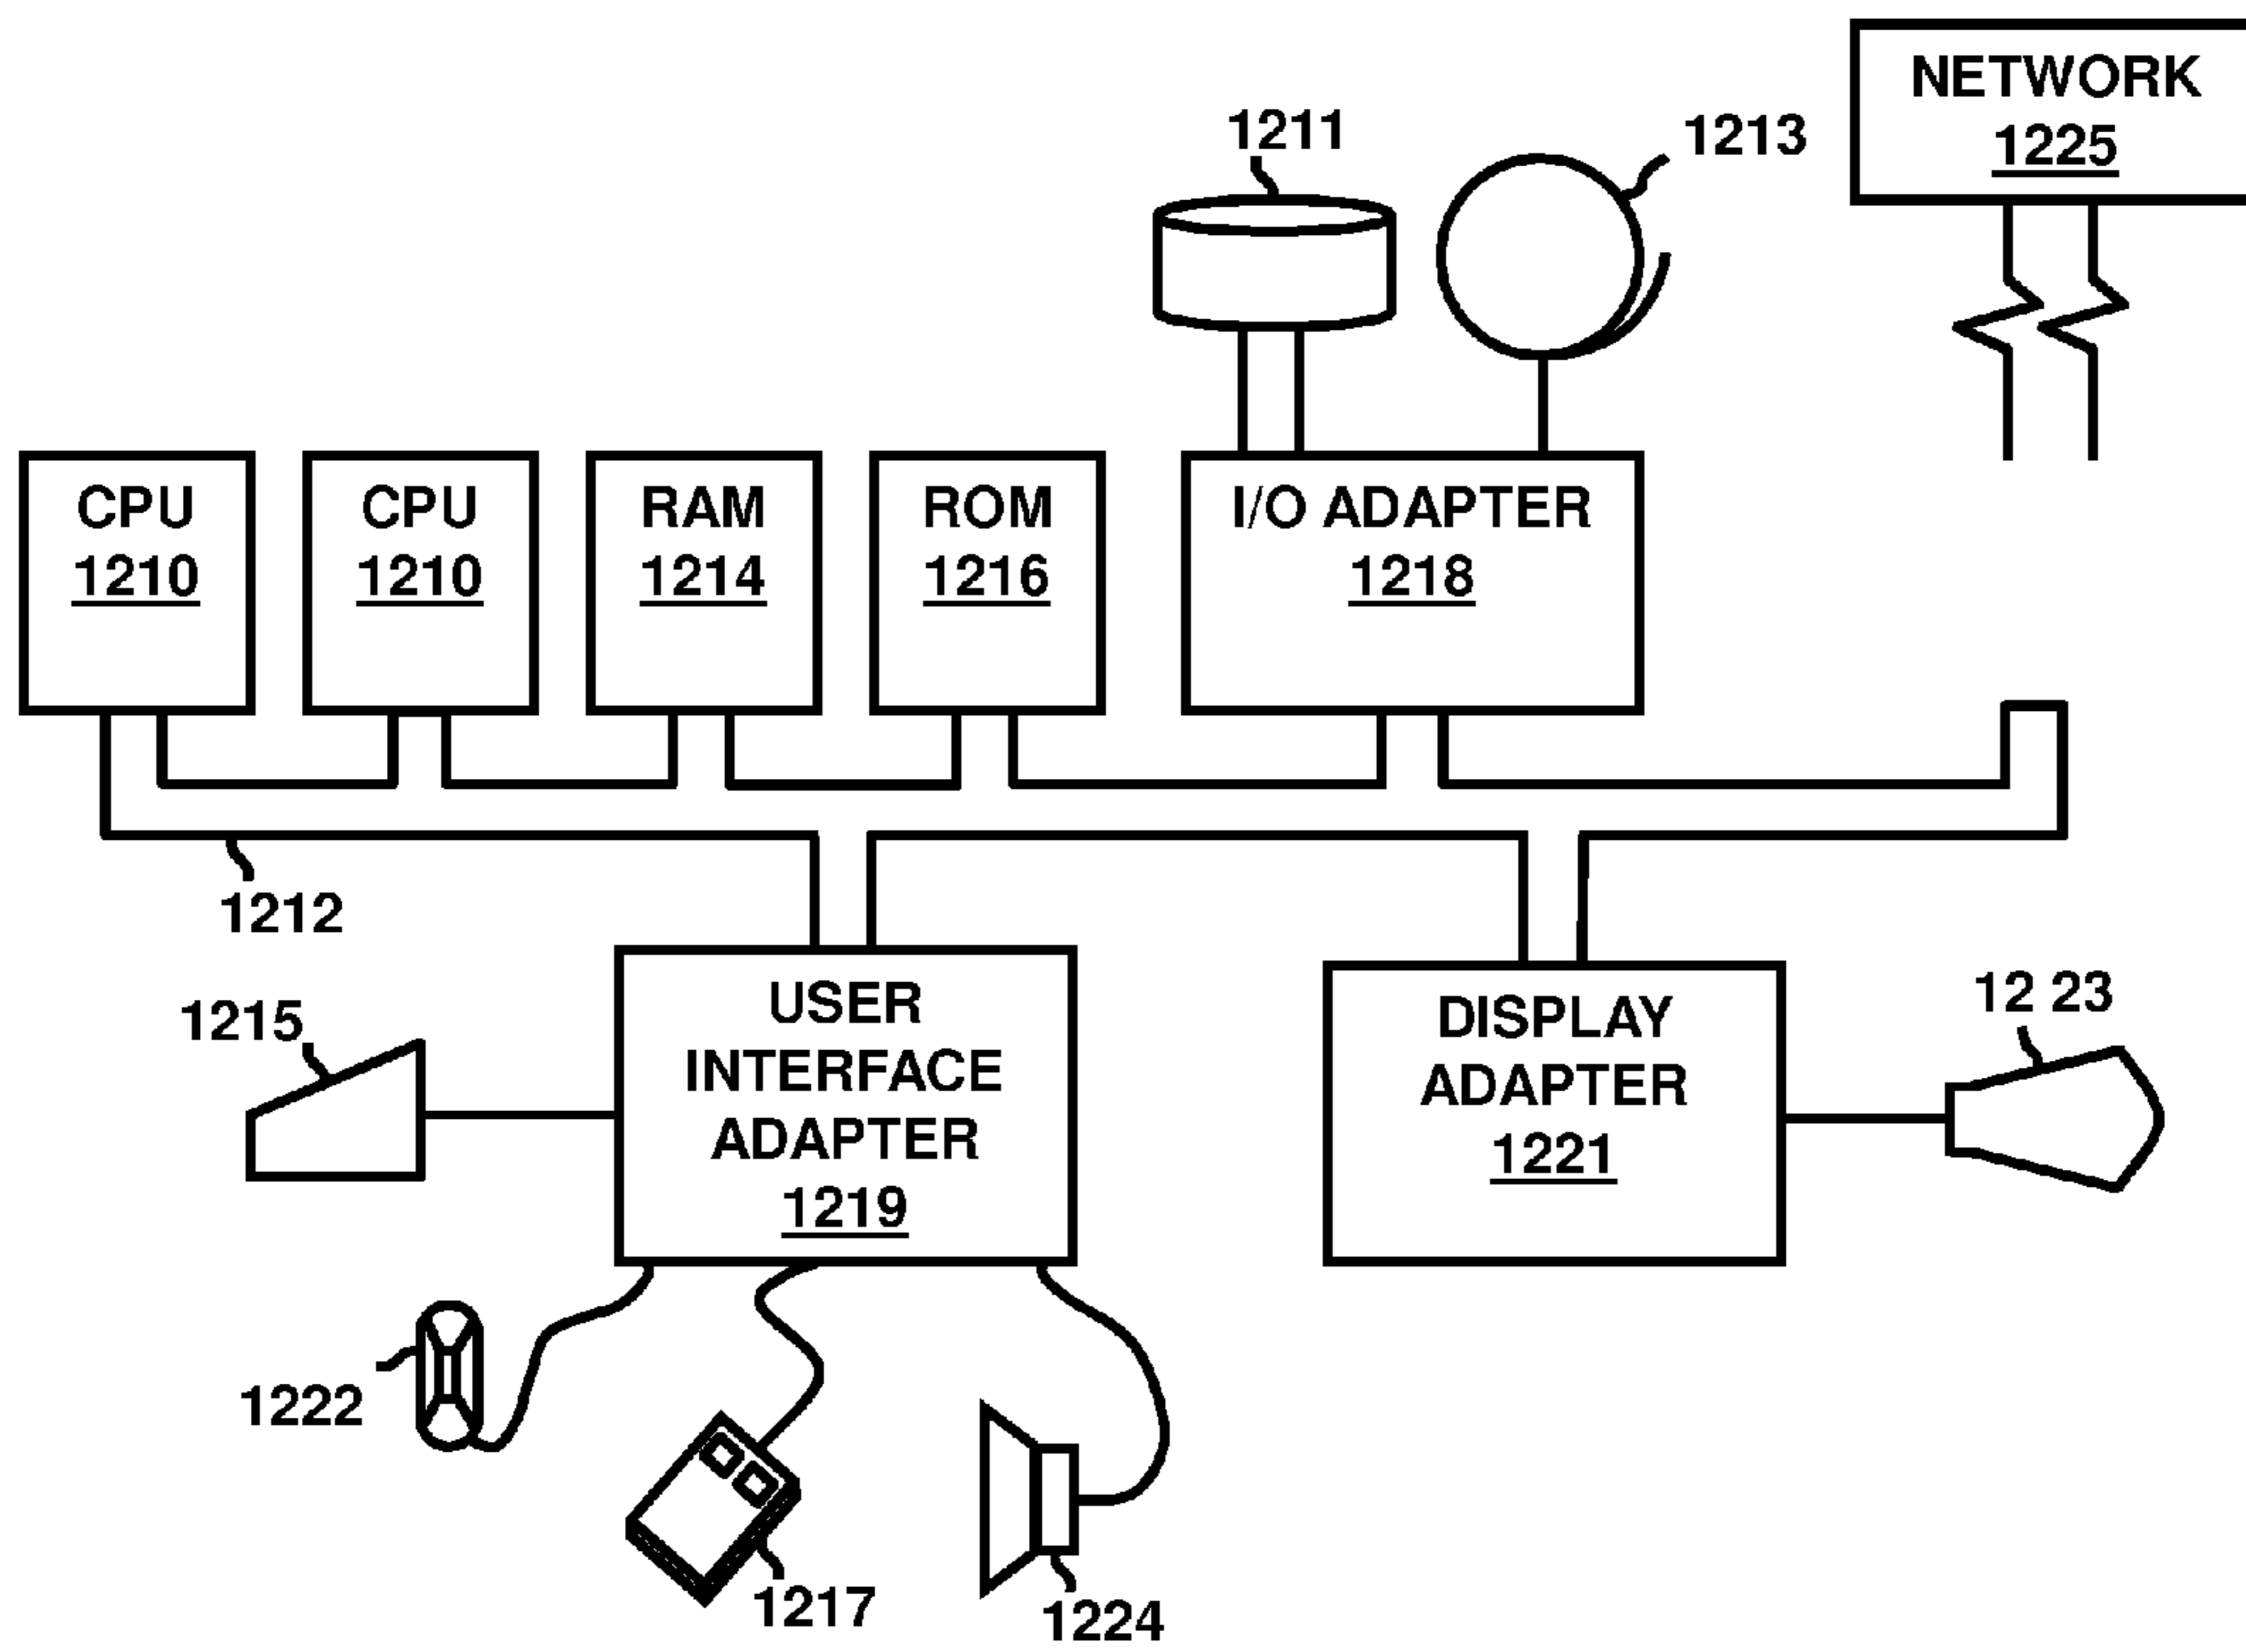 NETWORK
1225
1211
1213
CPU
1210
CPU
1210
RAM
1214
ROM
1216
I/O ADAPTER
1218
1212
1215
USER
INTERFACE
ADAPTER
1219
DISPLAY
ADAPTER
1221
12 23
1222
1217
1224